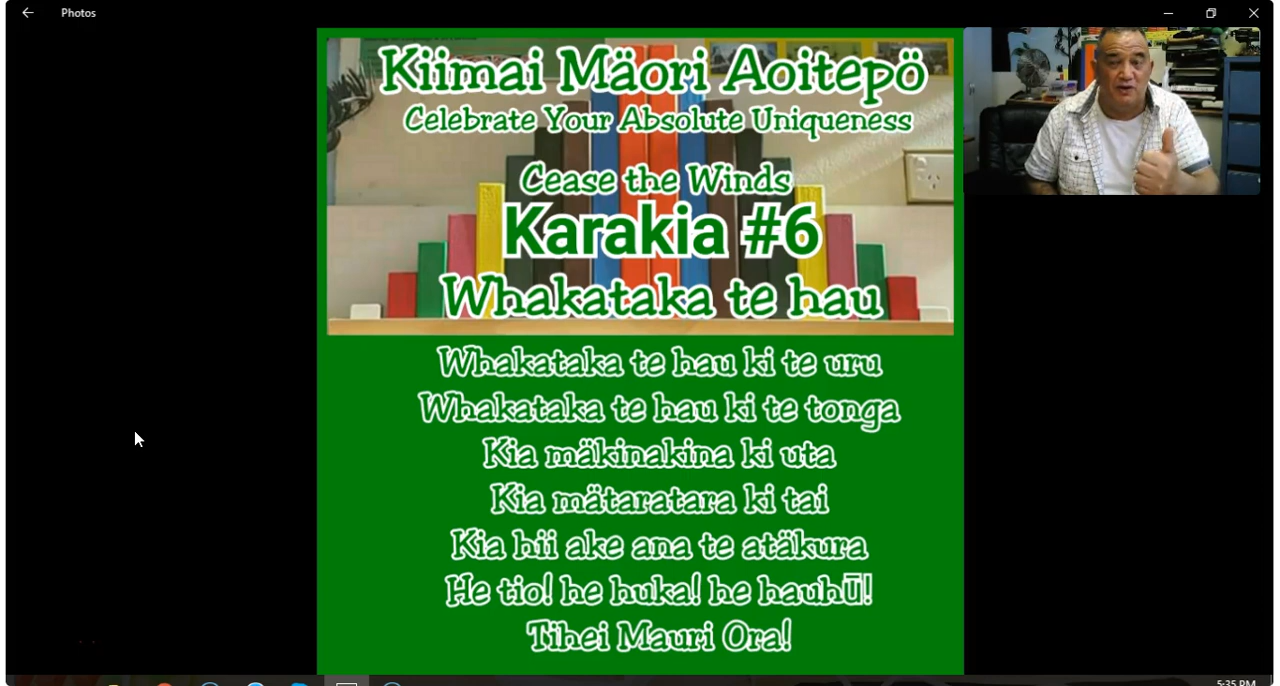 Photos
Kiimai Mäori Aoitepö
Celebrate Your Absolute Uniqueness
Cease the Winds
Karakia #6
Whakataka te hau
Whakataka te hau ki te uru
Whakataka te hau ki te tonga
Kia mäkinakina ki uta
Kia mätaratara ki tai
Kia hii ake ana te atäkura
He tio! he huka! he hauhū!
Tihei Mauri Ora!
5:35 PM